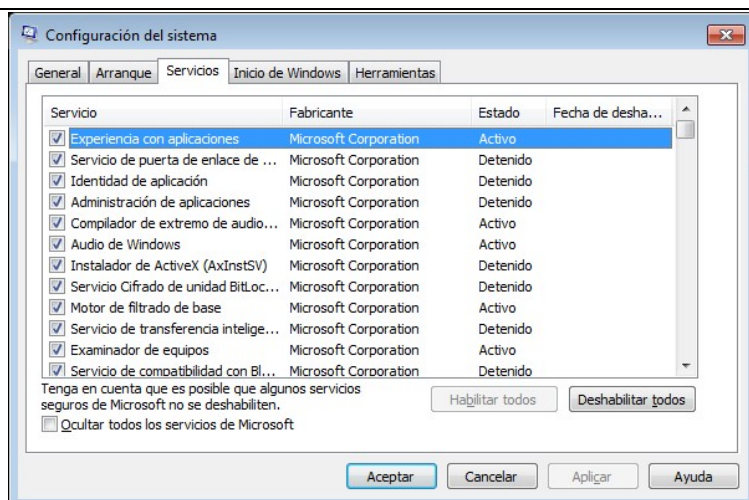 Configuración del sistema
General Arranque Servicios Inicio de Windows Herramientas
Servicio Fabricante Estado Fecha de desha...
Experiencia con aplicaciones Microsoft Corporation Activo
Servicio de puerta de enlace de ... Microsoft Corporation Detenido
Identidad de aplicación Microsoft Corporation Detenido
Administración de aplicaciones Microsoft Corporation Detenido
Compilador de extremo de audio... Microsoft Corporation Activo
Audio de Windows Microsoft Corporation Activo
Instalador de ActiveX (AxInstSV) Microsoft Corporation Detenido
Servicio Cifrado de unidad BitLoc... Microsoft Corporation Detenido
Motor de filtrado de base Microsoft Corporation Activo
Servicio de transferencia intelige... Microsoft Corporation Detenido
Examinador de equipos Microsoft Corporation Activo
Servicio de compatibilidad con Bl... Microsoft Corporation Detenido
Tenga en cuenta que es posible que algunos servicios
seguros de Microsoft no se deshabiliten.
Habilitar todos Deshabilitar todos
Ocultar todos los servicios de Microsoft
Aceptar Cancelar Aplicar Ayuda